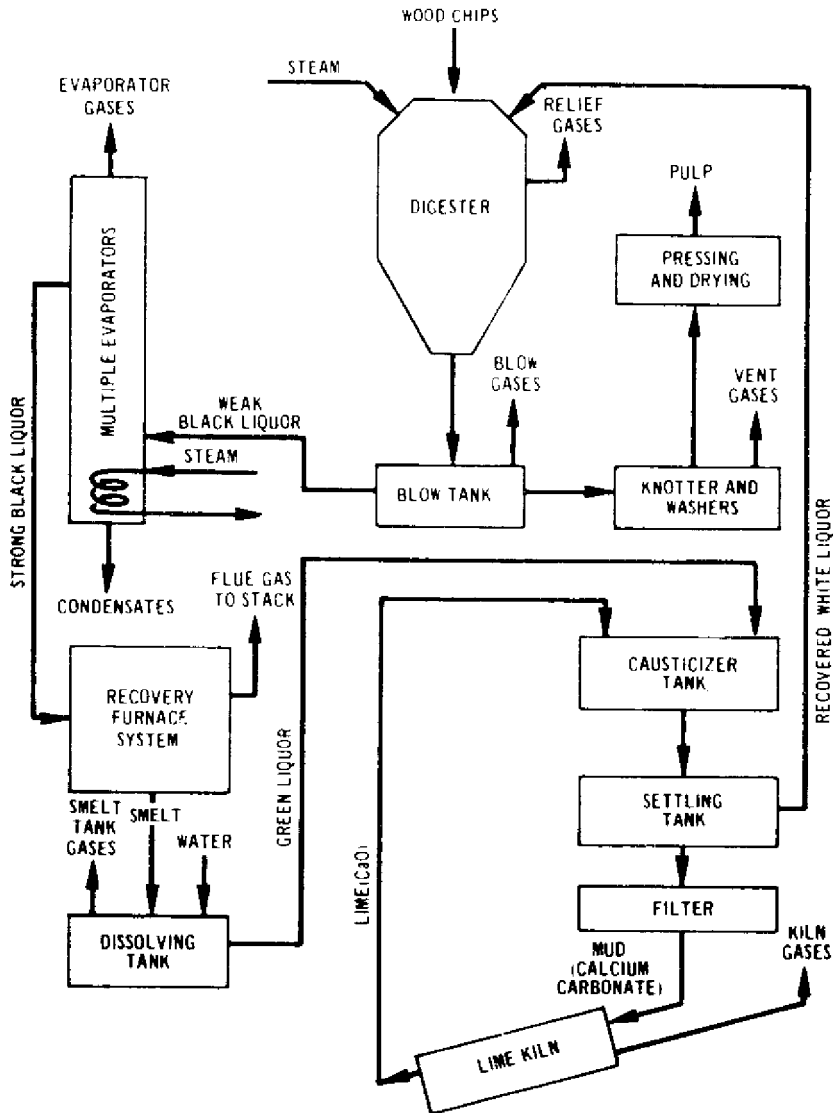 WOOD CHIPS
STEAM
EVAPORATOR
GASES
RELIEF
GASES
DIGESTER
PULP
PRESSING
AND DRYING
MULTIPLE EVAPORATORS
BLOW
GASES
VENT
GASES
WEAK
BLACK LIQUOR
STEAM
BLOW TANK
KNOTTER AND
WASHERS
STRONG BLACK LIQUOR
RECOVERED WHITE LIQUOR
CONDENSATES
FLUE GAS
TO STACK
CAUSTICIZER
TANK
RECOVERY
FURNACE
SYSTEM
GREEN LIQUOR
SETTLING
TANK
SMELT
TANK
GASES
SMELT
WATER
LIME(CaO)
FILTER
DISSOLVING
TANK
MUD
(CALCIUM
CARBONATE)
KILN
GASES
LIME KILN